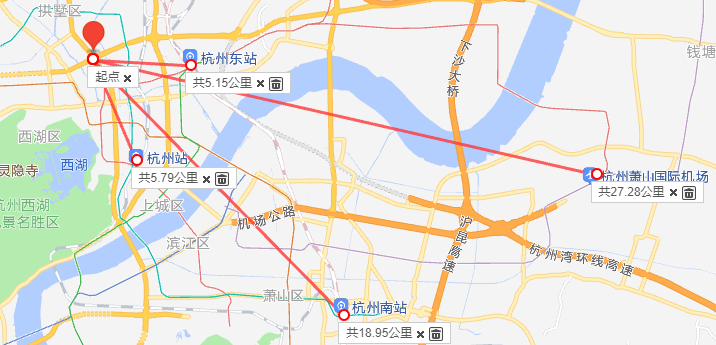 拱墅区
钱塘
杭州东站
下沙大桥
起点
共5.15公里
西湖区
杭州站
灵隐寺
西湖
共5.79公里
杭州萧山国际机场
共27.28公里
杭州西湖
风景名胜区
上城区
机场公路
滨江区
沪昆高速
杭州湾环线高速
萧山区
杭州南站
共18.95公里